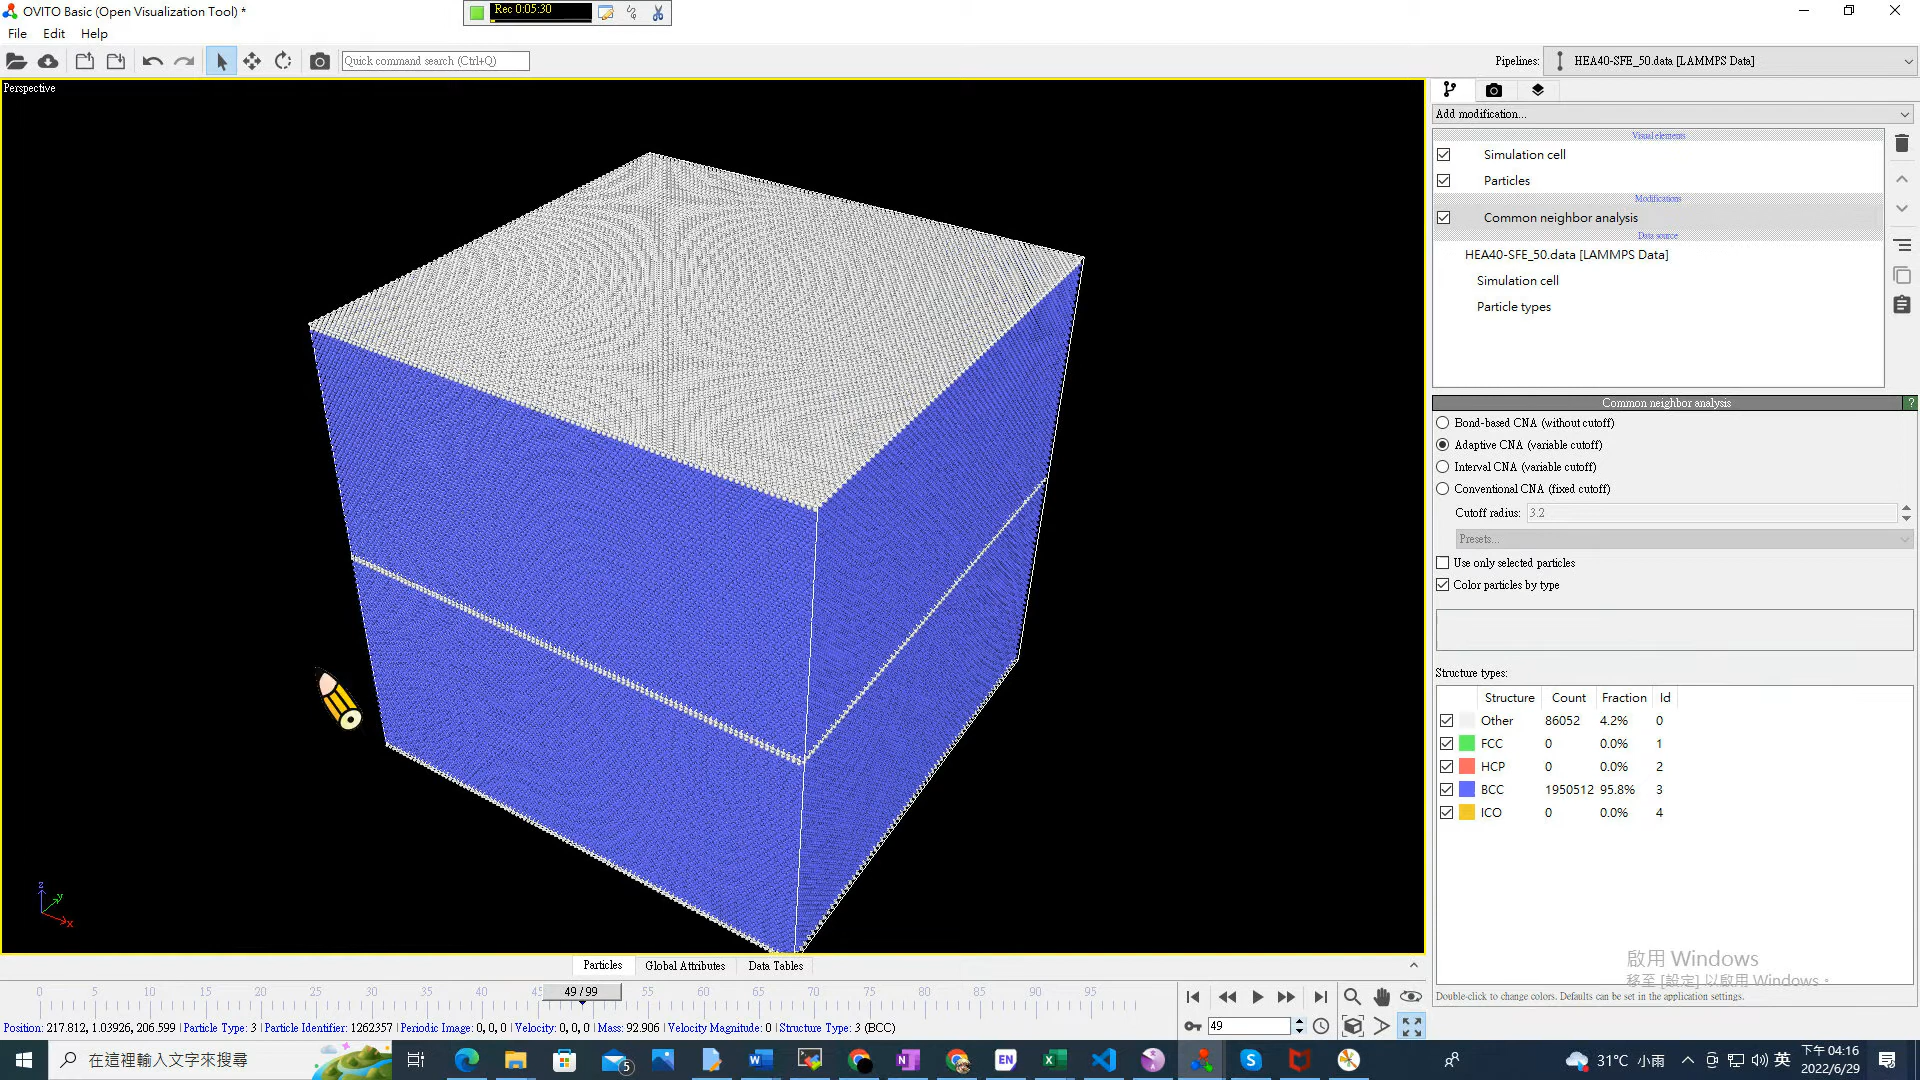 OVITO Basic (Open Visualization Tool) *
Rec 0:05:30
File Edit Help
Quick command search (Ctrl+Q)
Pipelines: HEA40-SFE_50.data [LAMMPS Data]
Perspective
Add modification...
Visual elements
Simulation cell
Particles
Modifications
Common neighbor analysis
Data source
HEA40-SFE_50.data [LAMMPS Data]
Simulation cell
Particle types
Common neighbor analysis ?
Bond-based CNA (without cutoff)
Adaptive CNA (variable cutoff)
Interval CNA (variable cutoff)
Conventional CNA (fixed cutoff)
Cutoff radius: 3.2
Presets...
Use only selected particles
Color particles by type
Structure types:
Structure Count Fraction Id
Other 86052 4.2% 0
FCC 0 0.0% 1
HCP 0 0.0% 2
BCC 1950512 95.8% 3
ICO 0 0.0% 4
z y x
啟用 Windows
移至 [設定] 以啟用 Windows。
Double-click to change colors. Defaults can be set in the application settings.
Particles Global Attributes Data Tables
0 5 10 15 20 25 30 35 40 45 49 / 99 55 60 65 70 75 80 85 90 95
49
Position: 217.812, 1.03926, 206.599 | Particle Type: 3 | Particle Identifier: 1262357 | Periodic Image: 0, 0, 0 | Velocity: 0, 0, 0 | Mass: 92.906 | Velocity Magnitude: 0 | Structure Type: 3 (BCC)
在這裡輸入文字來搜尋
5
EN
31°C 小雨
英
下午 04:16
2022/6/29